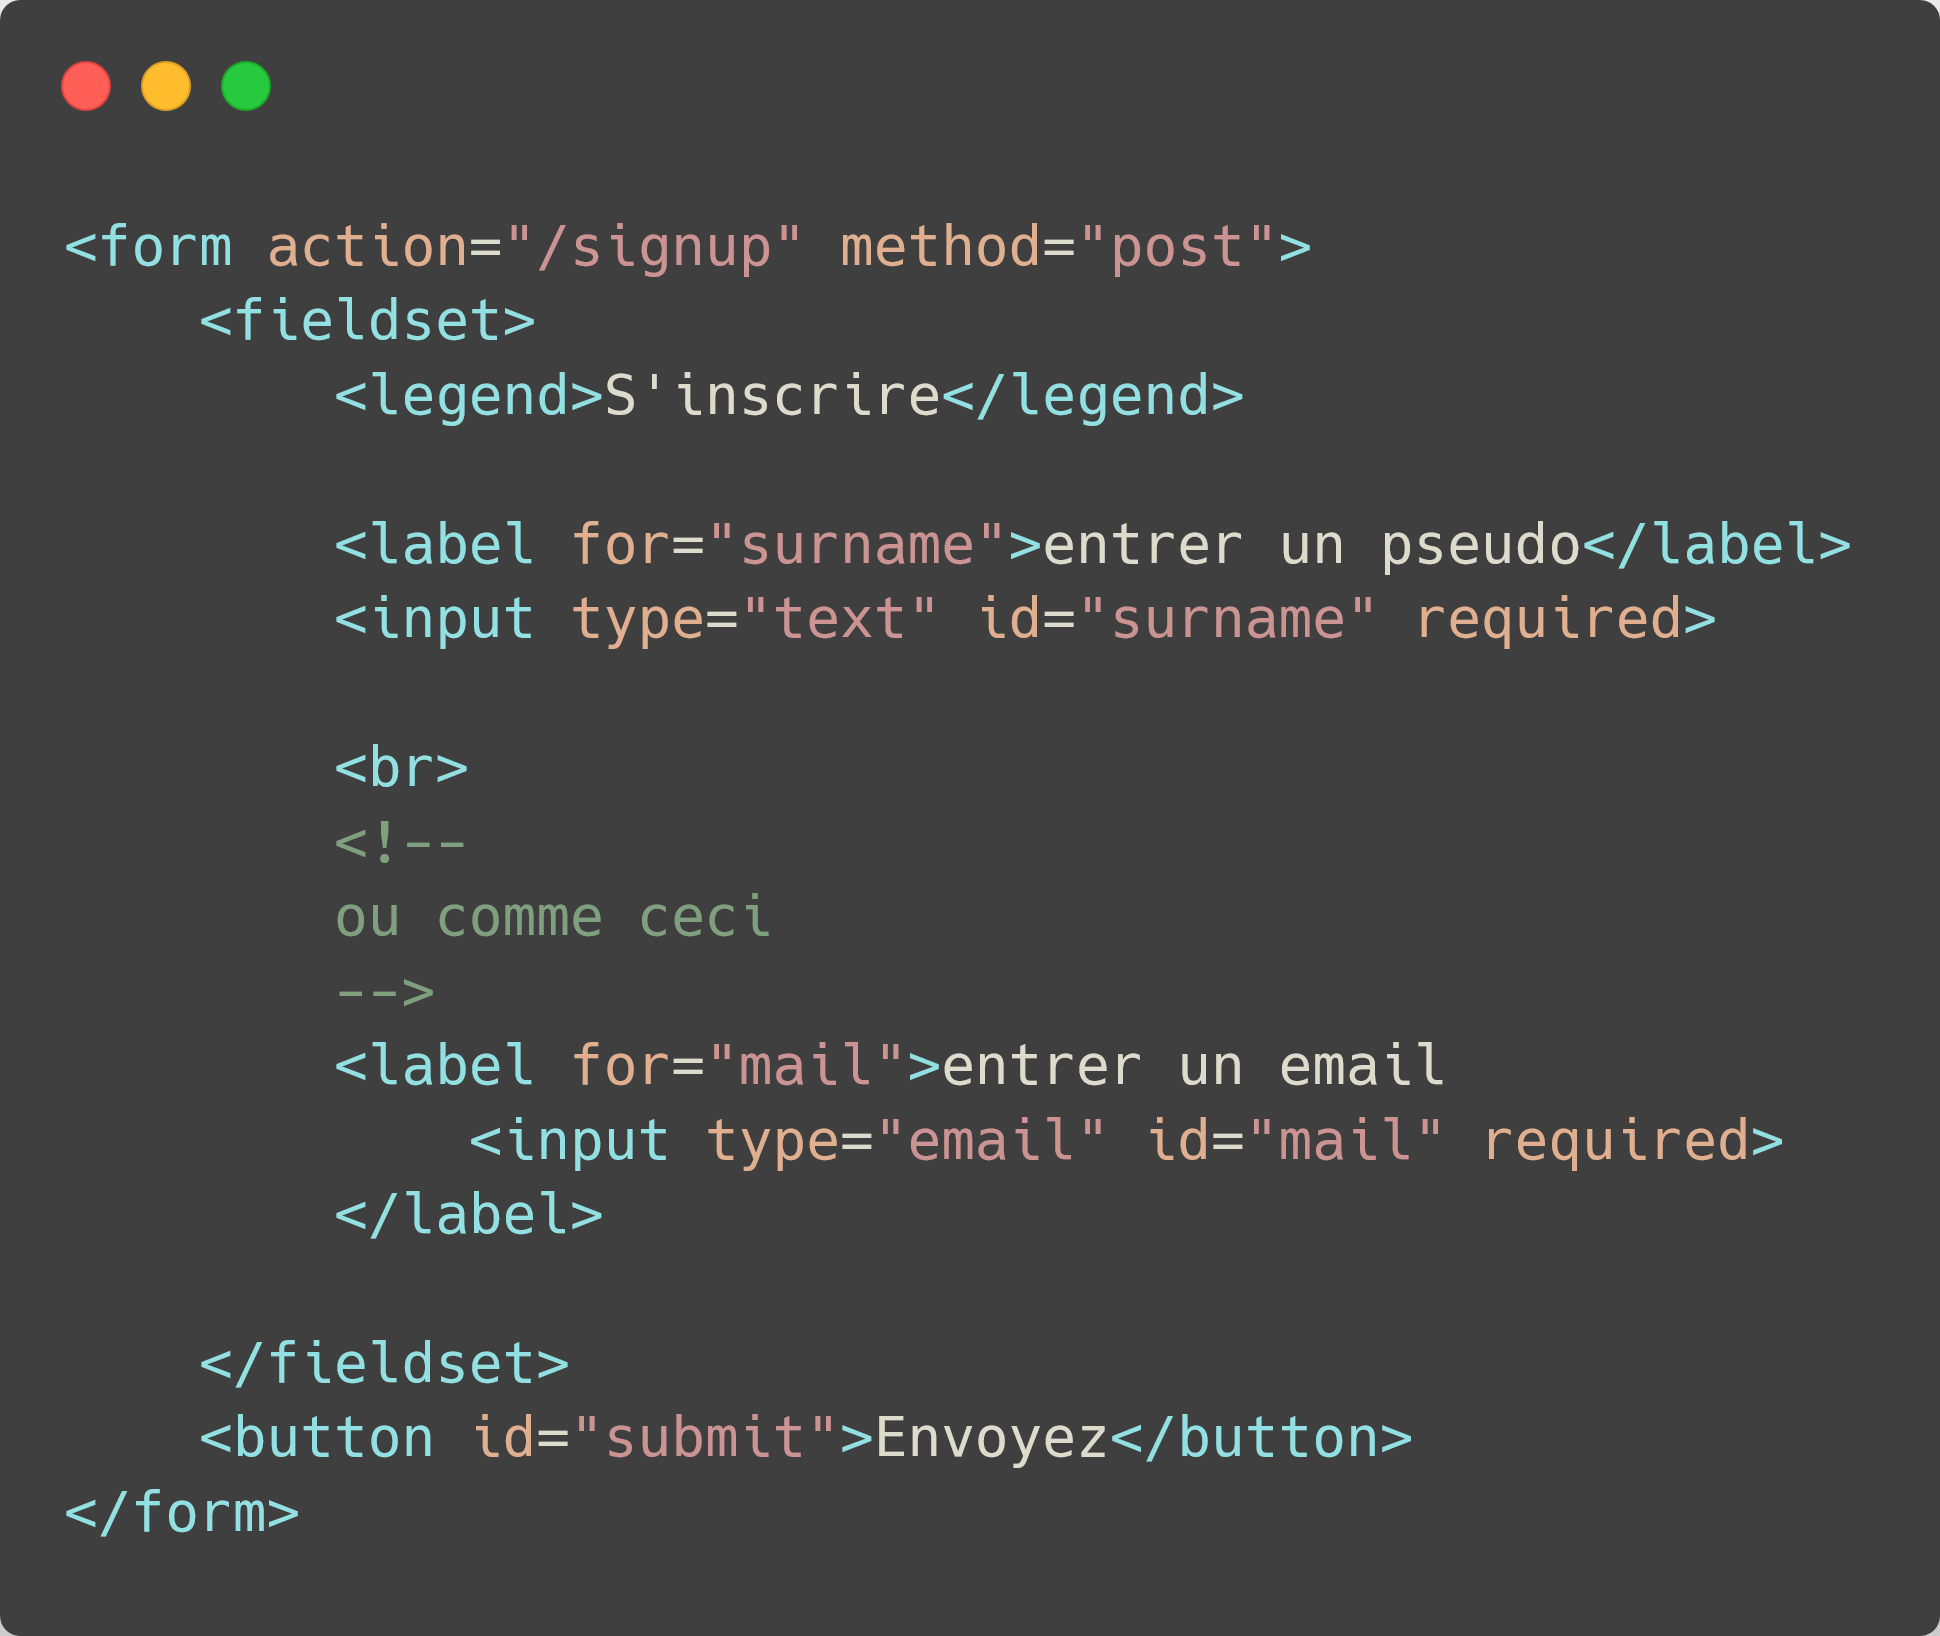 <form action="/signup" method="post">
    <fieldset>
        <legend>S'inscrire</legend>

        <label for="surname">entrer un pseudo</label>
        <input type="text" id="surname" required>

        <br>
        <!--
        ou comme ceci
        -->
        <label for="mail">entrer un email
            <input type="email" id="mail" required>
        </label>

    </fieldset>
    <button id="submit">Envoyez</button>
</form>